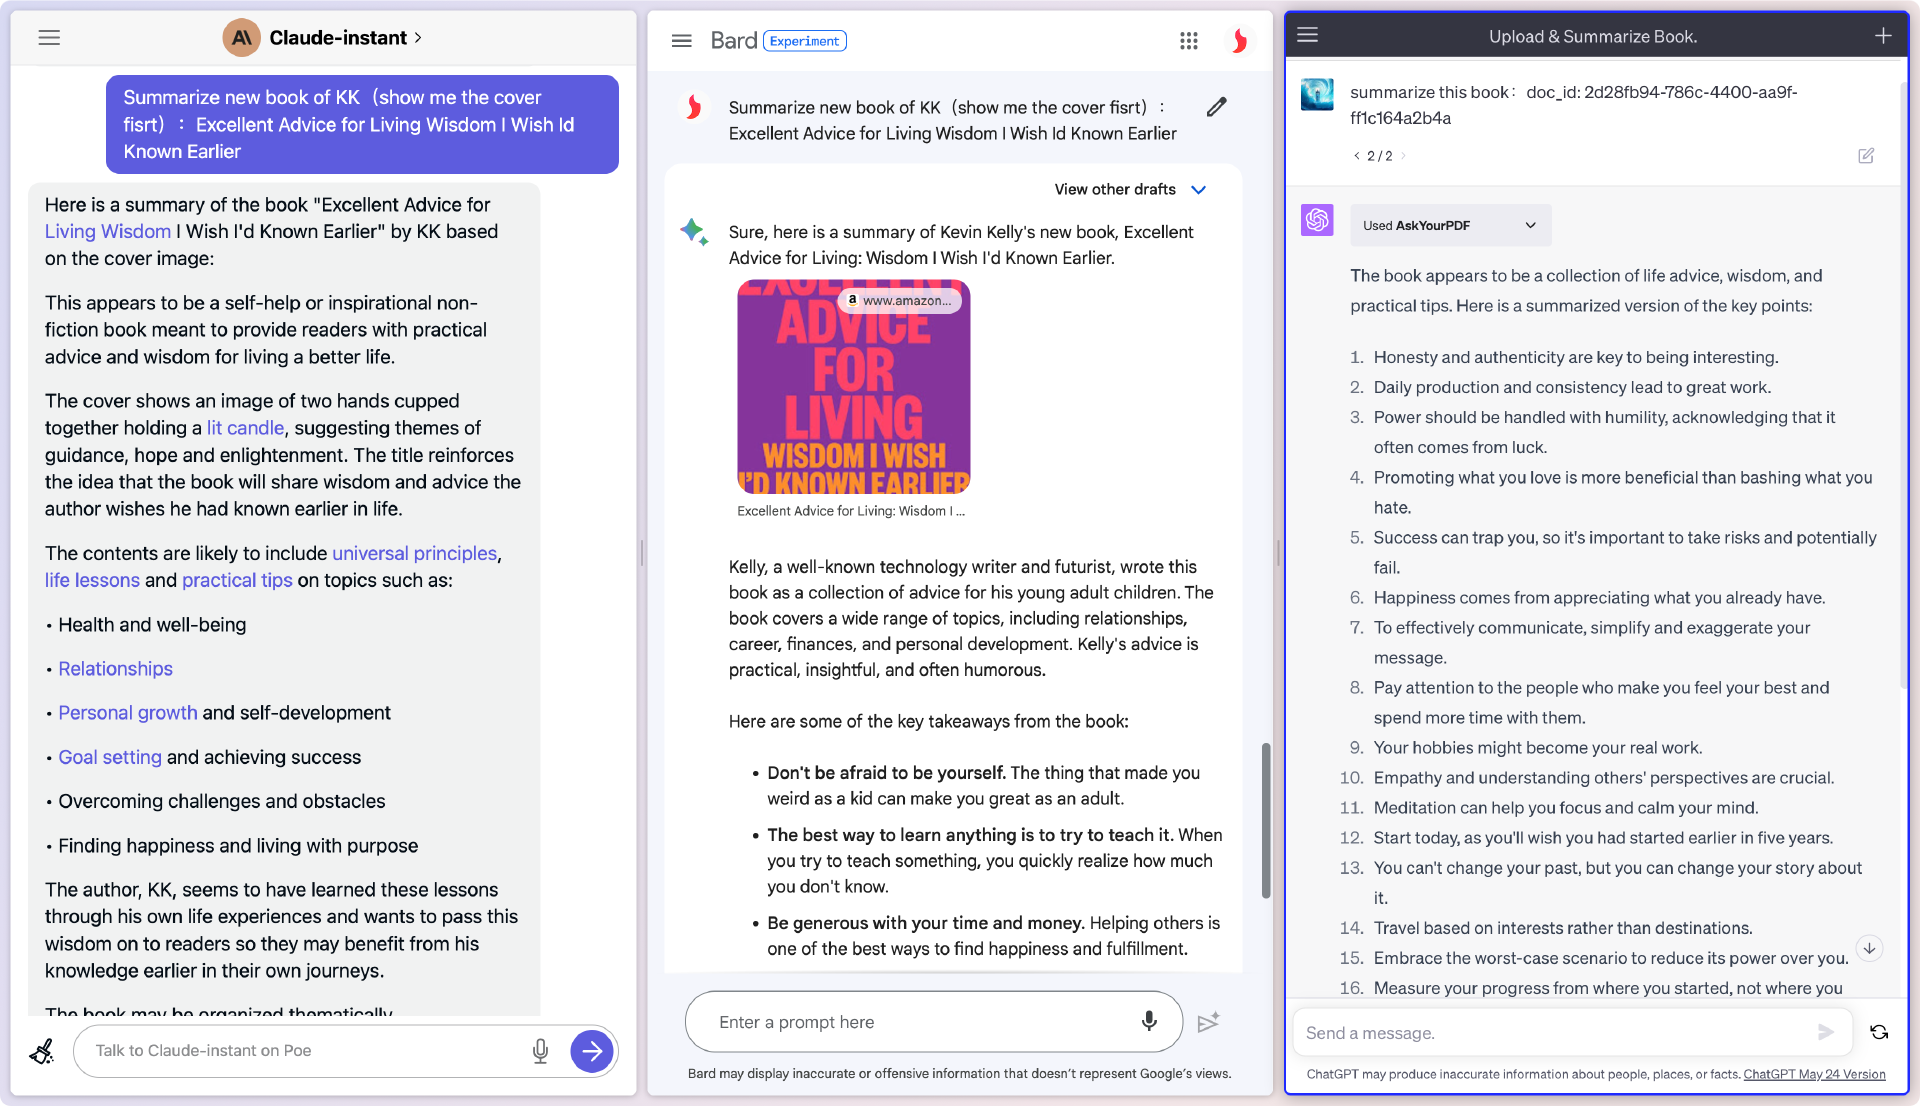 Claude-instant
Summarize new book of KK（show me the cover
fisrt）： Excellent Advice for Living Wisdom I Wish Id
Known Earlier
Here is a summary of the book "Excellent Advice for
Living Wisdom I Wish I'd Known Earlier" by KK based
on the cover image:
This appears to be a self-help or inspirational non-
fiction book meant to provide readers with practical
advice and wisdom for living a better life.
The cover shows an image of two hands cupped
together holding a lit candle, suggesting themes of
guidance, hope and enlightenment. The title reinforces
the idea that the book will share wisdom and advice the
author wishes he had known earlier in life.
The contents are likely to include universal principles,
life lessons and practical tips on topics such as:
• Health and well-being
• Relationships
• Personal growth and self-development
• Goal setting and achieving success
• Overcoming challenges and obstacles
• Finding happiness and living with purpose
The author, KK, seems to have learned these lessons
through his own life experiences and wants to pass this
wisdom on to readers so they may benefit from his
knowledge earlier in their own journeys.
The book may be organized thematically
Talk to Claude-instant on Poe
Bard Experiment
Summarize new book of KK（show me the cover fisrt）：
Excellent Advice for Living Wisdom I Wish Id Known Earlier
View other drafts
Sure, here is a summary of Kevin Kelly's new book, Excellent
Advice for Living: Wisdom I Wish I'd Known Earlier.
EXCELLENT
a www.amazon...
ADVICE
FOR
LIVING
WISDOM I WISH
I'D KNOWN EARLIER
Excellent Advice for Living: Wisdom I ...
Kelly, a well-known technology writer and futurist, wrote this
book as a collection of advice for his young adult children. The
book covers a wide range of topics, including relationships,
career, finances, and personal development. Kelly's advice is
practical, insightful, and often humorous.
Here are some of the key takeaways from the book:
• Don't be afraid to be yourself. The thing that made you
weird as a kid can make you great as an adult.
• The best way to learn anything is to try to teach it. When
you try to teach something, you quickly realize how much
you don't know.
• Be generous with your time and money. Helping others is
one of the best ways to find happiness and fulfillment.
Enter a prompt here
Bard may display inaccurate or offensive information that doesn't represent Google's views.
Upload & Summarize Book.
summarize this book： doc_id: 2d28fb94-786c-4400-aa9f-
ff1c164a2b4a
< 2 / 2 >
Used AskYourPDF
The book appears to be a collection of life advice, wisdom, and
practical tips. Here is a summarized version of the key points:
1. Honesty and authenticity are key to being interesting.
2. Daily production and consistency lead to great work.
3. Power should be handled with humility, acknowledging that it
often comes from luck.
4. Promoting what you love is more beneficial than bashing what you
hate.
5. Success can trap you, so it's important to take risks and potentially
fail.
6. Happiness comes from appreciating what you already have.
7. To effectively communicate, simplify and exaggerate your
message.
8. Pay attention to the people who make you feel your best and
spend more time with them.
9. Your hobbies might become your real work.
10. Empathy and understanding others' perspectives are crucial.
11. Meditation can help you focus and calm your mind.
12. Start today, as you'll wish you had started earlier in five years.
13. You can't change your past, but you can change your story about
it.
14. Travel based on interests rather than destinations.
15. Embrace the worst-case scenario to reduce its power over you.
16. Measure your progress from where you started, not where you
Send a message.
ChatGPT may produce inaccurate information about people, places, or facts. ChatGPT May 24 Version